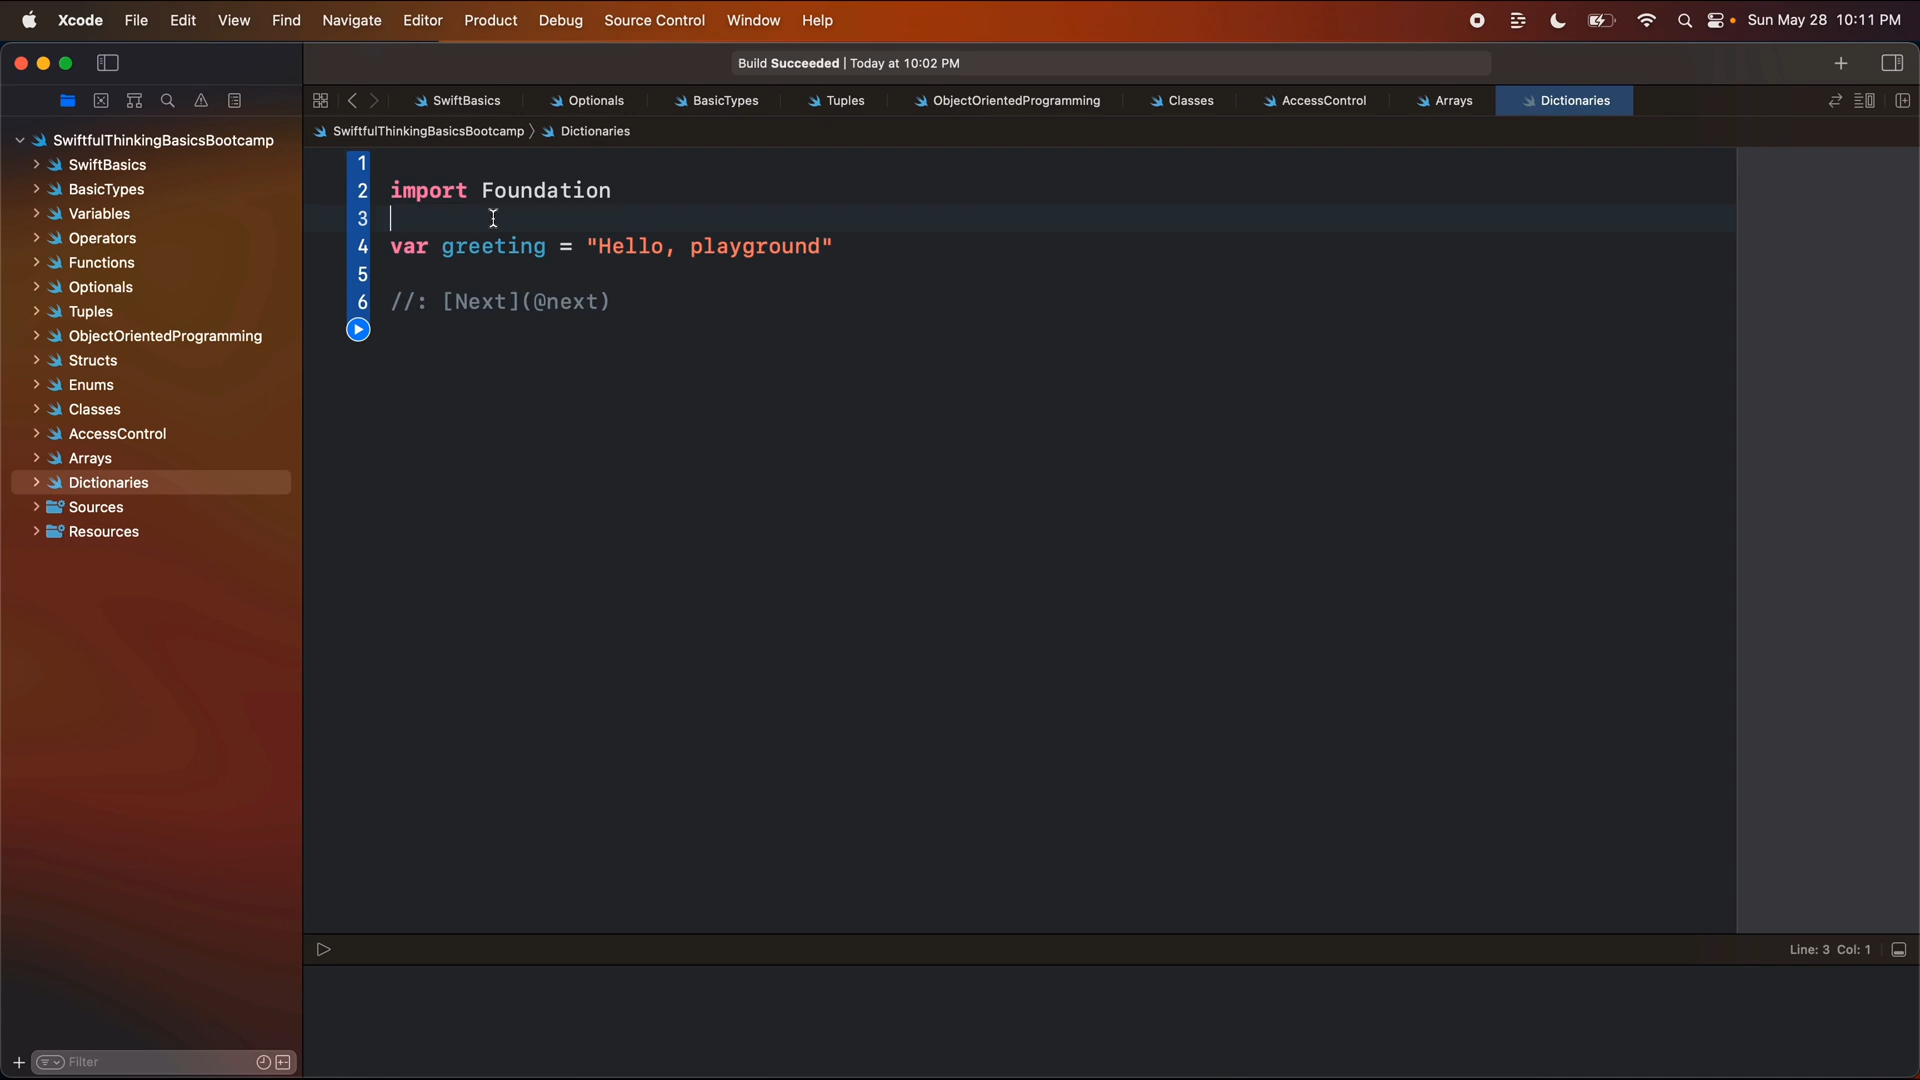 Xcode File Edit View Find Navigate Editor Product Debug Source Control Window Help Sun May 28 10:11 PM
Build Succeeded | Today at 10:02 PM
SwiftBasics Optionals BasicTypes Tuples ObjectOrientedProgramming Classes AccessControl Arrays Dictionaries
SwiftfulThinkingBasicsBootcamp Dictionaries
SwiftfulThinkingBasicsBootcamp
SwiftBasics
BasicTypes
Variables
Operators
Functions
Optionals
Tuples
ObjectOrientedProgramming
Structs
Enums
Classes
AccessControl
Arrays
Dictionaries
Sources
Resources
Filter
1
2 import Foundation
3
4 var greeting = "Hello, playground"
5
6 //: [Next](@next)
Line: 3 Col: 1